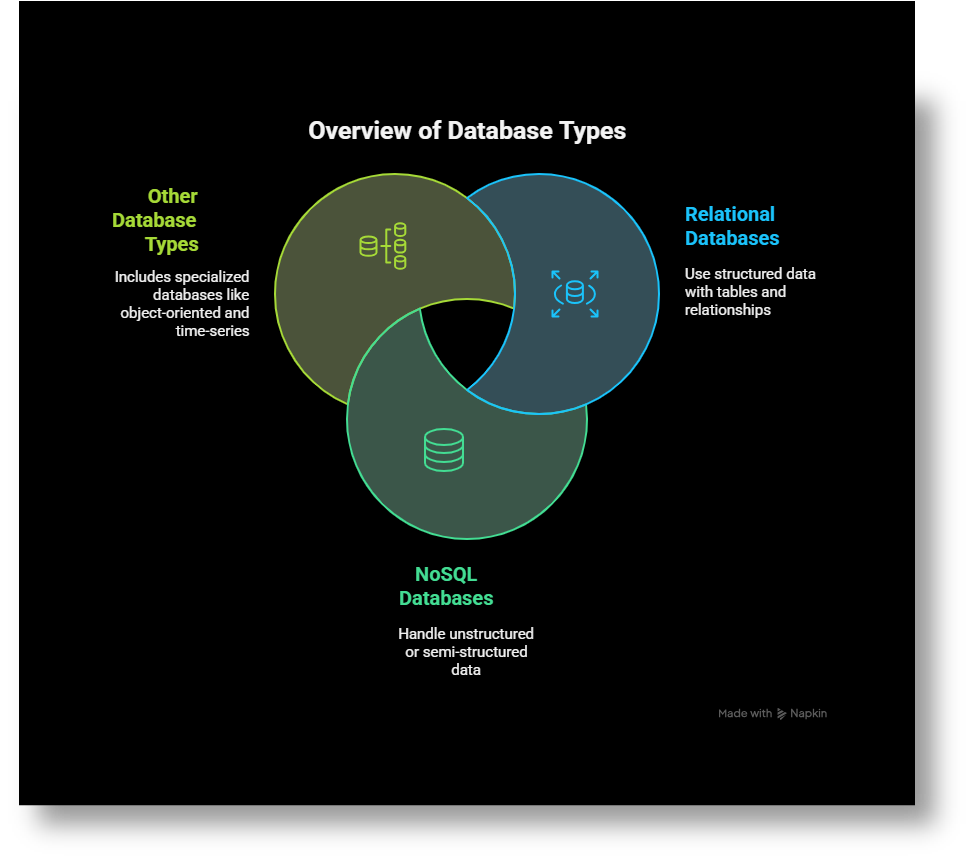 Overview of Database Types
Other
Database
Types
Includes specialized
databases like
object-oriented and
time-series
Relational
Databases
Use structured data
with tables and
relationships
NoSQL
Databases
Handle unstructured
or semi-structured
data
Made with Napkin